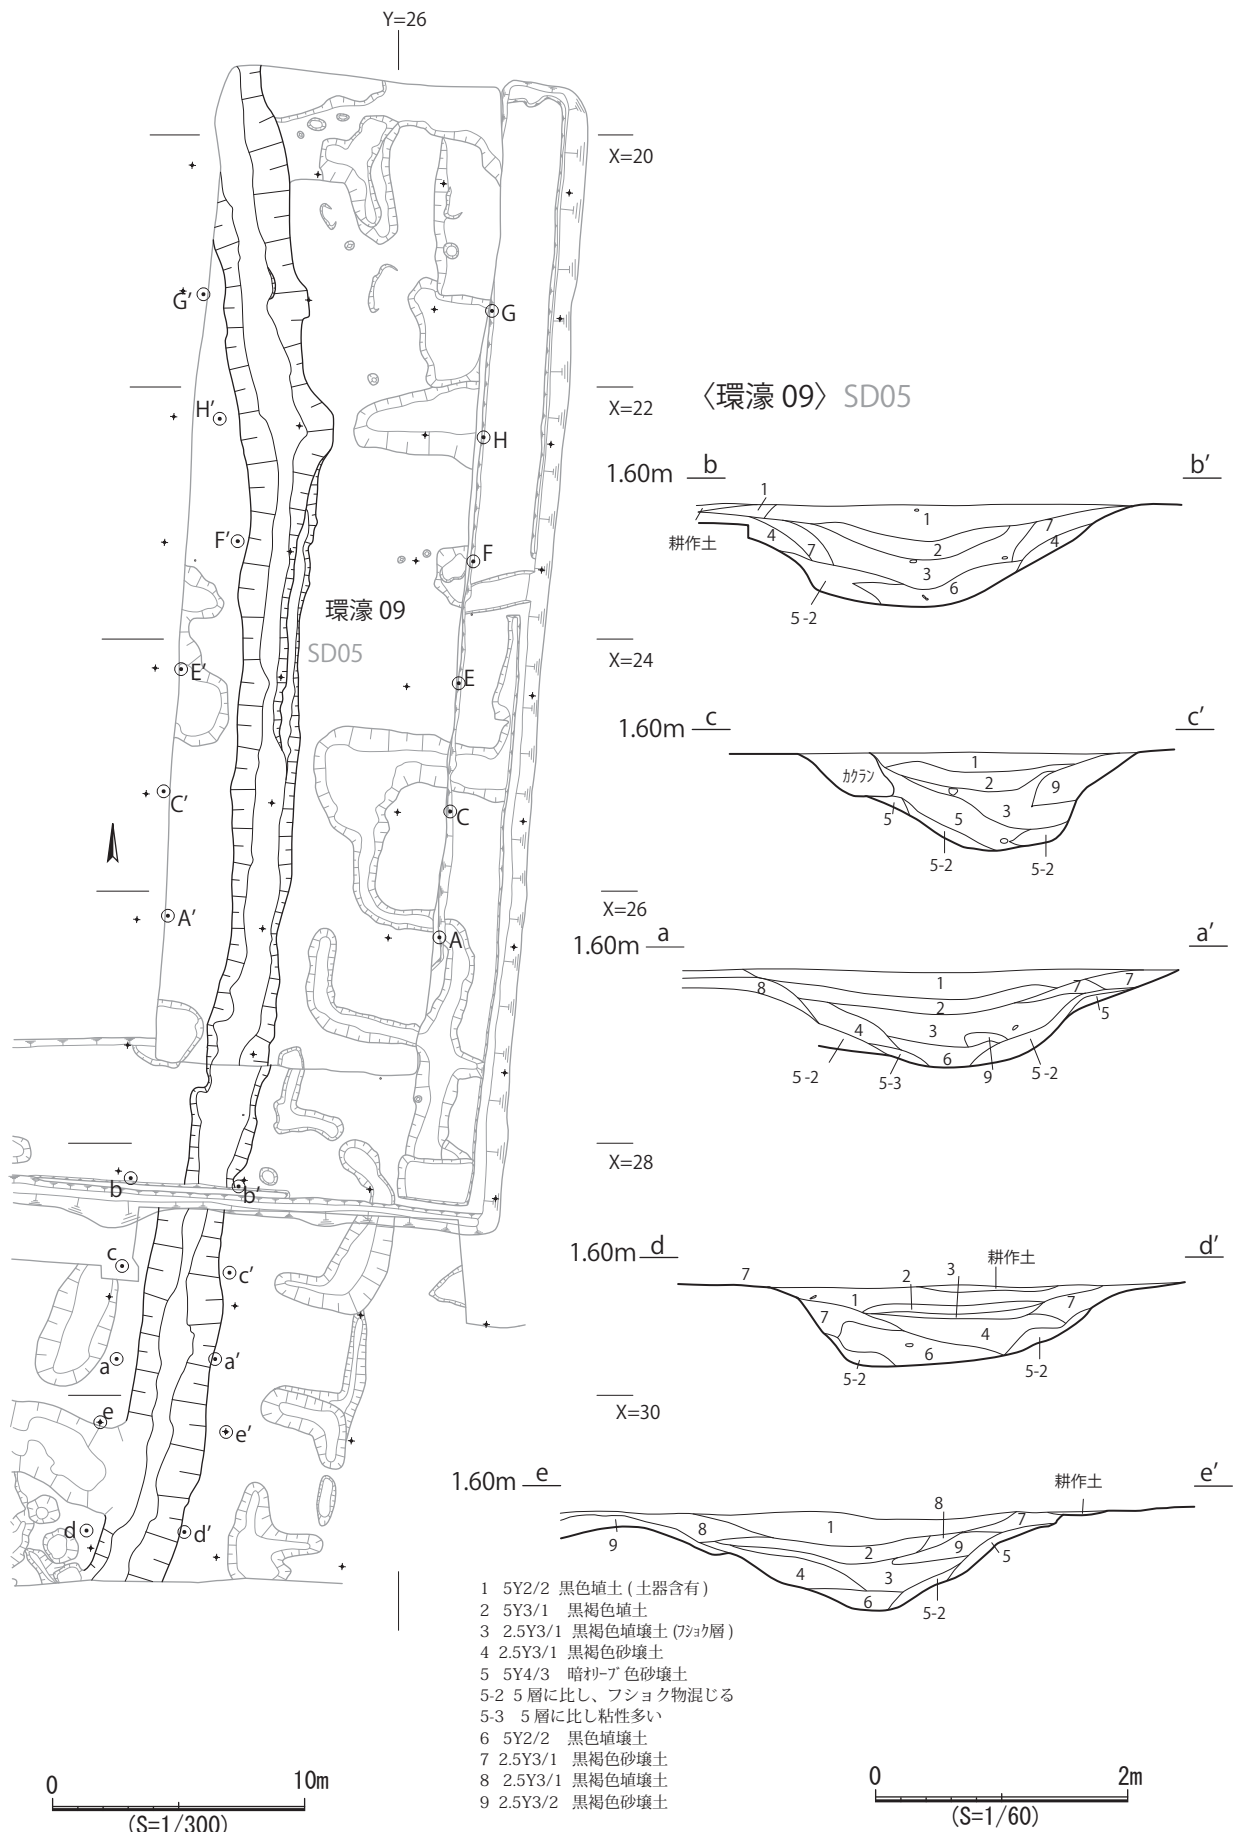 Y=26
X=20
G'
G
X=22
〈環濠 09〉 SD05
H'
H
F'
F
環濠 09
SD05
X=24
E'
E
C'
C
X=26
A'
A
X=28
b
b'
c
c'
a
a'
X=30
e
e'
d
d'
1.60m b b'
1
1
2
3
4
7
7
4
6
5-2
耕作土
1.60m c c'
カクラン
1
2
9
3
5
5
5-2
5-2
1.60m a a'
8
1
2
7
7
5
3
4
6
9
5-2
5-3
5-2
1.60m d d'
7
2
3
耕作土
1
7
7
4
6
5-2
5-2
1.60m e e'
耕作土
8
9
8
1
7
2
9
5
4
3
6
5-2
1 5Y2/2 黒色埴土 ( 土器含有 )
2 5Y3/1 黒褐色埴土
3 2.5Y3/1 黒褐色埴壌土 (フショク層 )
4 2.5Y3/1 黒褐色砂壌土
5 5Y4/3 暗オリーブ色砂壌土
5-2 5 層に比し、フショク物混じる
5-3 5 層に比し粘性多い
6 5Y2/2 黒色埴壌土
7 2.5Y3/1 黒褐色砂壌土
8 2.5Y3/1 黒褐色埴壌土
9 2.5Y3/2 黒褐色砂壌土
0 10m
(S=1/300)
0 2m
(S=1/60)